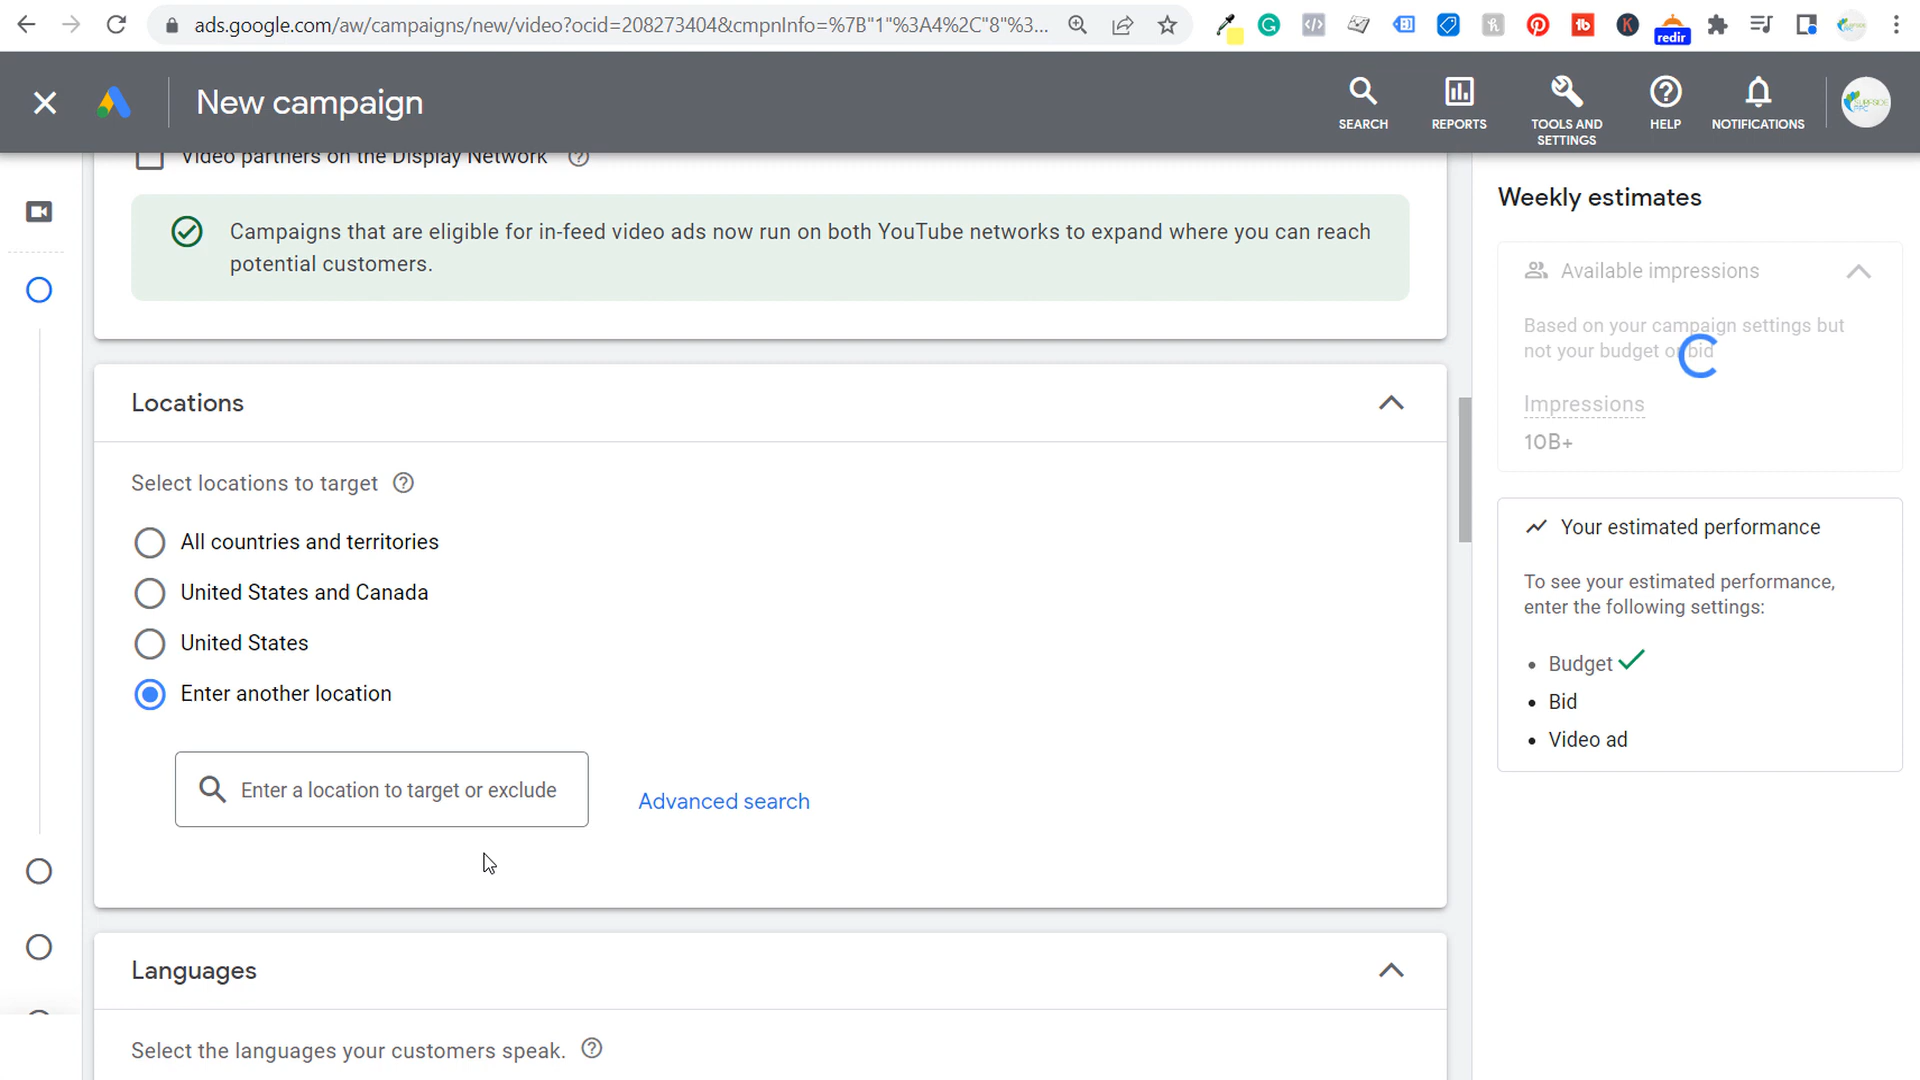 ads.google.com/aw/campaigns/new/video?ocid=208273404&cmpnInfo=%7B"1"%3A4%2C"8"%3...
redir
New campaign
SEARCH
REPORTS
TOOLS AND
SETTINGS
HELP
NOTIFICATIONS
Video partners on the Display Network
Campaigns that are eligible for in-feed video ads now run on both YouTube networks to expand where you can reach
potential customers.
Locations
Select locations to target
All countries and territories
United States and Canada
United States
Enter another location
Enter a location to target or exclude
Advanced search
Languages
Select the languages your customers speak.
Weekly estimates
Available impressions
Based on your campaign settings but
not your budget or bid
Impressions
10B+
Your estimated performance
To see your estimated performance,
enter the following settings:
• Budget
• Bid
• Video ad